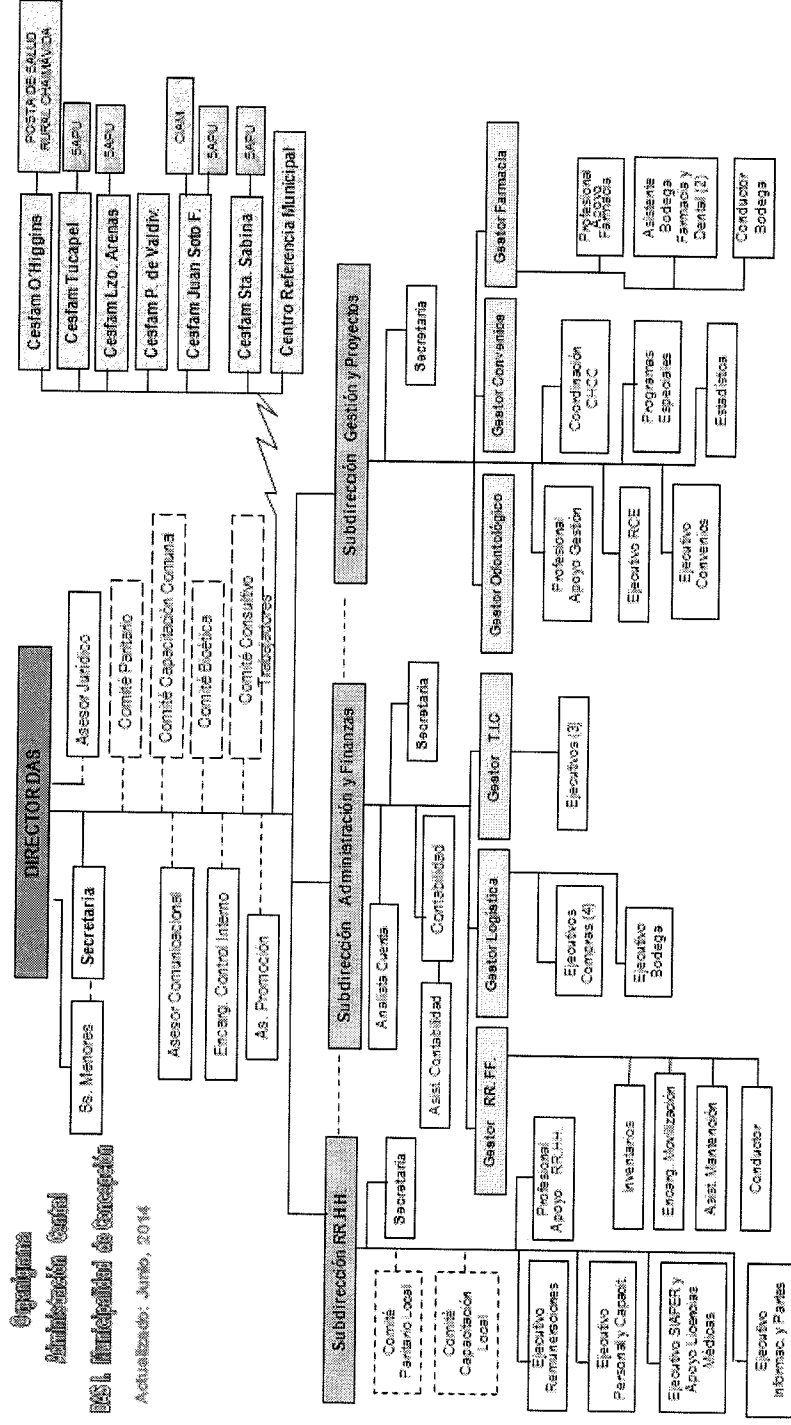 Organigrama
Administración Central
DAS I. Municipalidad de Concepción
Actualizado: Junio, 2014
DIRECTOR DAS
Ss. Menores
Secretaria
Asesor Jurídico
Comité Paritario
Comité Capacitación Comunal
Comité Bioética
Comité Consultivo
Trabajadores
Asesor Comunicacional
Encarg. Control Interno
As. Promoción
Cesfam O'Higgins
POSTA DE SALUD
RURAL CHAIMAVIDA
Cesfam Tucapel
SAPU
Cesfam Lzo. Arenas
SAPU
Cesfam P. de Valdiv.
Cesfam Juan Soto F.
CIAM
SAPU
Cesfam Sta. Sabina
SAPU
Centro Referencia Municipal
Subdirección RR.HH.
Secretaria
Comité
Paritario Local
Comité
Capacitación
Local
Profesional
Apoyo RR.HH.
Ejecutivo
Remuneraciones
Ejecutivo
Personal y Capacit.
Ejecutivo SIAPER y
Apoyo Licencias
Médicas
Ejecutivo
Informac. y Partes
Subdirección Administración y Finanzas
Secretaria
Analista Cuenta
Contabilidad
Asist. Contabilidad
Gestor RR.FF.
Inventarios
Encarg. Movilización
Asist. Mantención
Conductor
Gestor Logística
Ejecutivos
Compras (4)
Ejecutivo
Bodega
Gestor T.I.C
Ejecutivos (3)
Subdirección Gestión y Proyectos
Secretaria
Gestor Odontológico
Gestor Convenios
Gestor Farmacia
Profesional
Apoyo Gestión
Coordinación
CHCC
Ejecutivo RCE
Programas
Especiales
Ejecutivo
Convenios
Estadística
Profesional
Apoyo
Farmacia
Asistente
Bodega
Farmacia y
Dental (2)
Conductor
Bodega